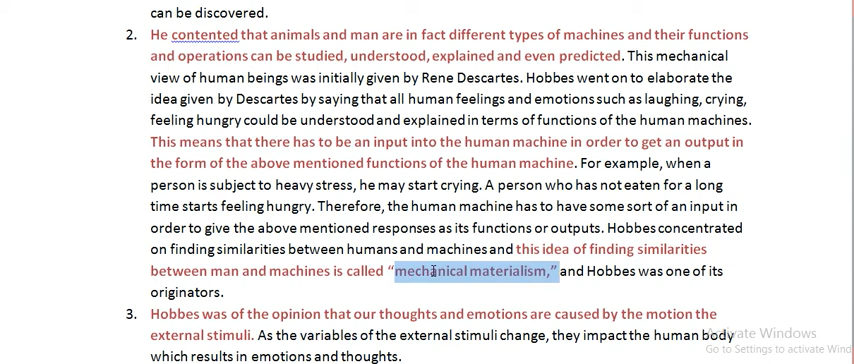 can be discovered.
2. He contented that animals and man are in fact different types of machines and their functions
and operations can be studied, understood, explained and even predicted. This mechanical
view of human beings was initially given by Rene Descartes. Hobbes went on to elaborate the
idea given by Descartes by saying that all human feelings and emotions such as laughing, crying,
feeling hungry could be understood and explained in terms of functions of the human machines.
This means that there has to be an input into the human machine in order to get an output in
the form of the above mentioned functions of the human machine. For example, when a
person is subject to heavy stress, he may start crying. A person who has not eaten for a long
time starts feeling hungry. Therefore, the human machine has to have some sort of an input in
order to give the above mentioned responses as its functions or outputs. Hobbes concentrated
on finding similarities between humans and machines and this idea of finding similarities
between man and machines is called “mechanical materialism,” and Hobbes was one of its
originators.
3. Hobbes was of the opinion that our thoughts and emotions are caused by the motion the
external stimuli. As the variables of the external stimuli change, they impact the human body
which results in emotions and thoughts.
Activate Windows
Go to Settings to activate Wind